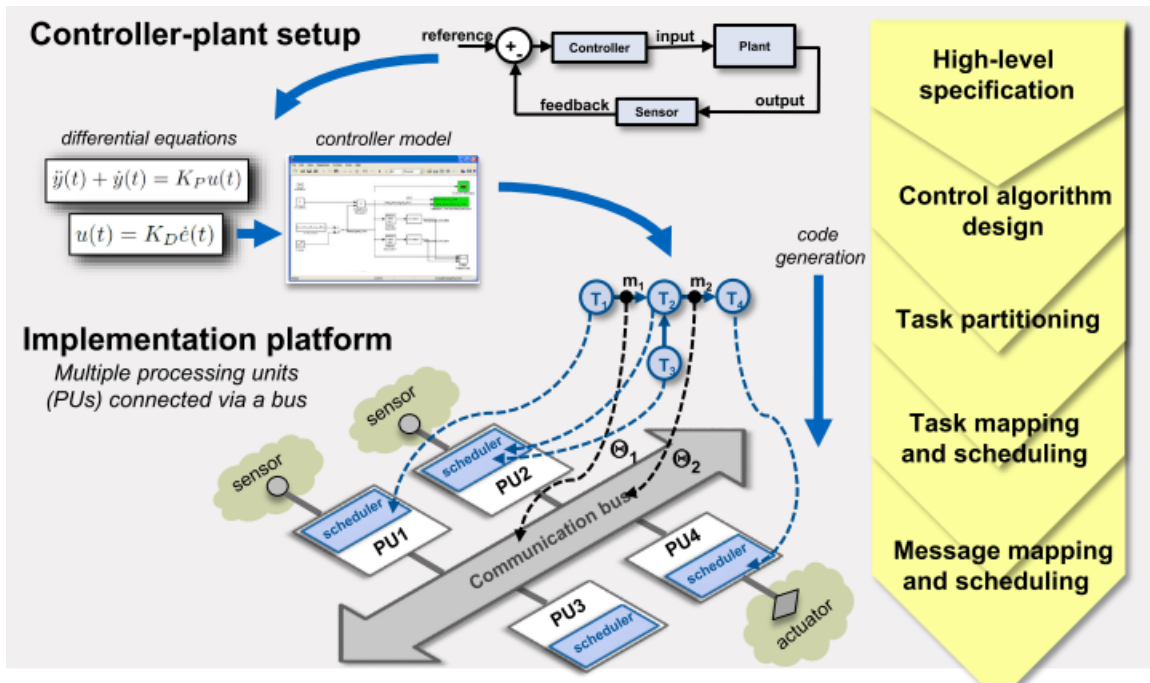 Controller-plant setup
reference
+
-
Controller
input
Plant
feedback
Sensor
output
differential equations
ÿ(t) + ẏ(t) = K_P u(t)
u(t) = K_D ė(t)
controller model
code
generation
T₁
m₁
T₂
m₂
T₄
T₃
Implementation platform
Multiple processing units
(PUs) connected via a bus
sensor
sensor
scheduler
PU1
scheduler
PU2
Θ₁
Θ₂
Communication bus
PU4
scheduler
PU3
scheduler
actuator
High-level
specification
Control algorithm
design
Task partitioning
Task mapping
and scheduling
Message mapping
and scheduling